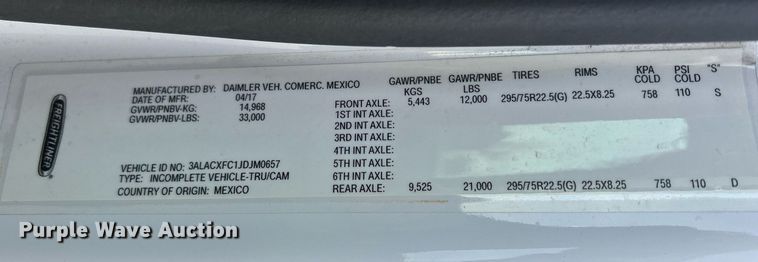 FREIGHTLINER
MANUFACTURED BY: DAIMLER VEH. COMERC. MEXICO
DATE OF MFR: 04/17
GVWR/PNBV-KG: 14,968
GVWR/PNBV-LBS: 33,000
VEHICLE ID NO: 3ALACXFC1JDJM0657
TYPE: INCOMPLETE VEHICLE-TRU/CAM
COUNTRY OF ORIGIN: MEXICO
GAWR/PNBE KGS GAWR/PNBE LBS TIRES RIMS KPA COLD PSI COLD "S"
FRONT AXLE: 5,443 12,000 295/75R22.5(G) 22.5X8.25 758 110 S
1ST INT AXLE:
2ND INT AXLE:
3RD INT AXLE:
4TH INT AXLE:
5TH INT AXLE:
6TH INT AXLE:
REAR AXLE: 9,525 21,000 295/75R22.5(G) 22.5X8.25 758 110 D
Purple Wave Auction